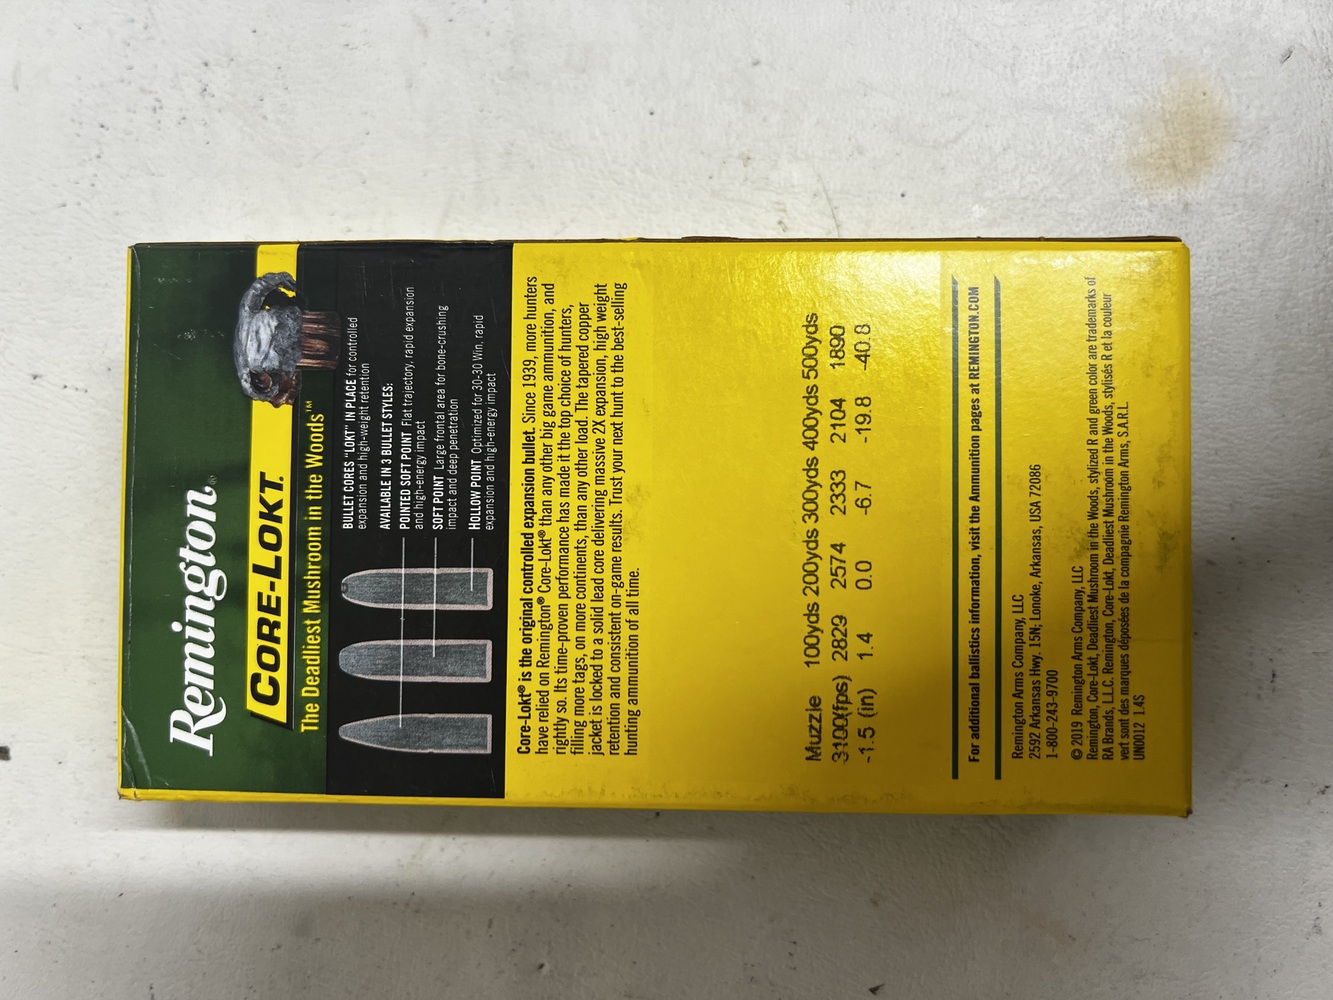 Remington®
CORE-LOKT®
The Deadliest Mushroom in the Woods™
BULLET CORES "LOKT" IN PLACE for controlled
expansion and high-weight retention
AVAILABLE IN 3 BULLET STYLES:
POINTED SOFT POINT Flat trajectory, rapid expansion
and high-energy impact
SOFT POINT Large frontal area for bone-crushing
impact and deep penetration
HOLLOW POINT Optimized for 30-30 Win, rapid
expansion and high-energy impact
Core-Lokt® is the original controlled expansion bullet. Since 1939, more hunters
have relied on Remington® Core-Lokt® than any other big game ammunition, and
rightly so. Its time-proven performance has made it the top choice of hunters,
filling more tags, on more continents, than any other load. The tapered copper
jacket is locked to a solid lead core delivering massive 2X expansion, high weight
retention and consistent on-game results. Trust your next hunt to the best-selling
hunting ammunition of all time.
Muzzle 100yds 200yds 300yds 400yds 500yds
3100(fps) 2829 2574 2333 2104 1890
-1.5 (in) 1.4 0.0 -6.7 -19.8 -40.8
For additional ballistics information, visit the Ammunition pages at REMINGTON.COM
Remington Arms Company, LLC
2592 Arkansas Hwy. 15N; Lonoke, Arkansas, USA 72086
1-800-243-9700
©2019 Remington Arms Company, LLC
Remington, Core-Lokt, Deadliest Mushroom in the Woods, stylized R and green color are trademarks of
RA Brands, L.L.C. Remington, Core-Lokt, Deadliest Mushroom in the Woods, stylisés R et la couleur
vert sont des marques déposées de la compagnie Remington Arms, S.A.R.L
UN0012 1.4S